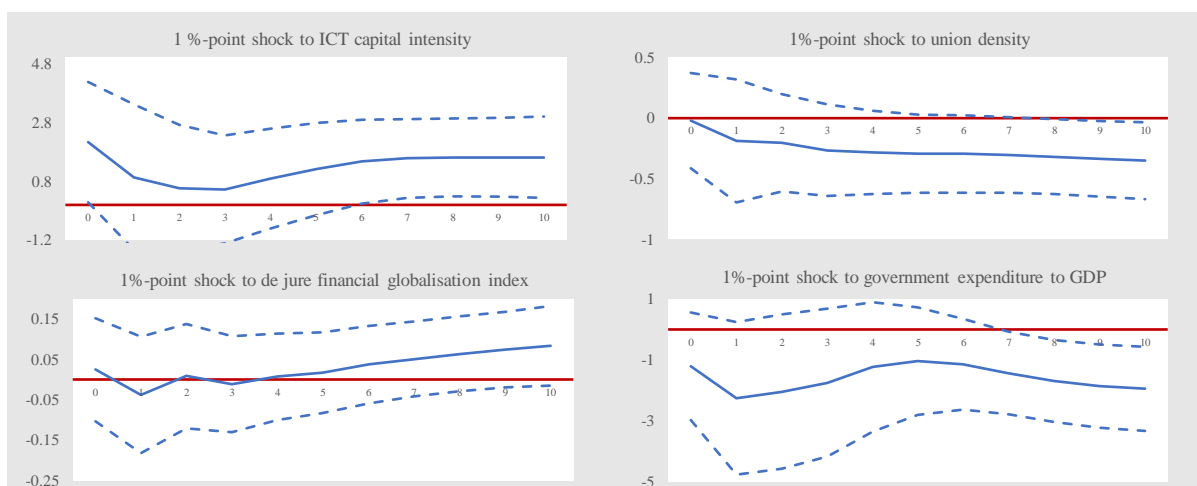 1 %-point shock to ICT capital intensity
4.8
2.8
0.8
-1.2
0 1 2 3 4 5 6 7 8 9 10
1%-point shock to union density
0.5
0
-0.5
-1
0 1 2 3 4 5 6 7 8 9 10
1%-point shock to de jure financial globalisation index
0.15
0.05
-0.05
-0.15
-0.25
0 1 2 3 4 5 6 7 8 9 10
1%-point shock to government expenditure to GDP
1
-1
-3
-5
0 1 2 3 4 5 6 7 8 9 10